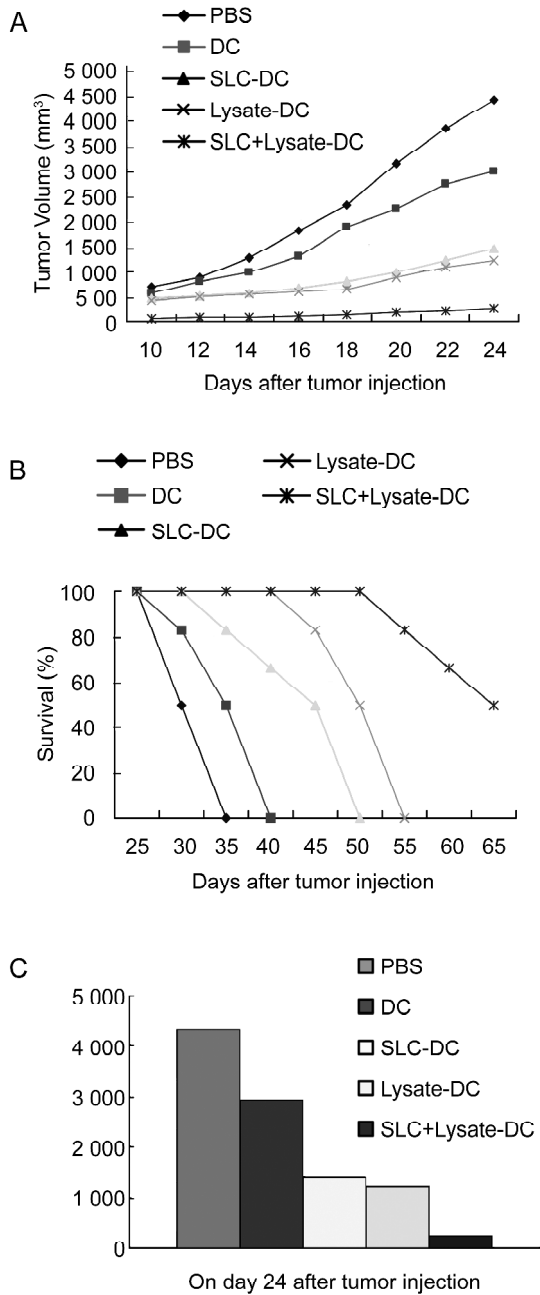 A
PBS
DC
SLC-DC
Lysate-DC
SLC+Lysate-DC
Tumor Volume (mm³)
5 000
4 500
4 000
3 500
3 000
2 500
2 000
1 500
1 000
5 00
0
10 12 14 16 18 20 22 24
Days after tumor injection
B
PBS
DC
SLC-DC
Lysate-DC
SLC+Lysate-DC
Survival (%)
100
80
60
40
20
0
25 30 35 40 45 50 55 60 65
Days after tumor injection
C
PBS
DC
SLC-DC
Lysate-DC
SLC+Lysate-DC
5 000
4 000
3 000
2 000
1 000
0
On day 24 after tumor injection